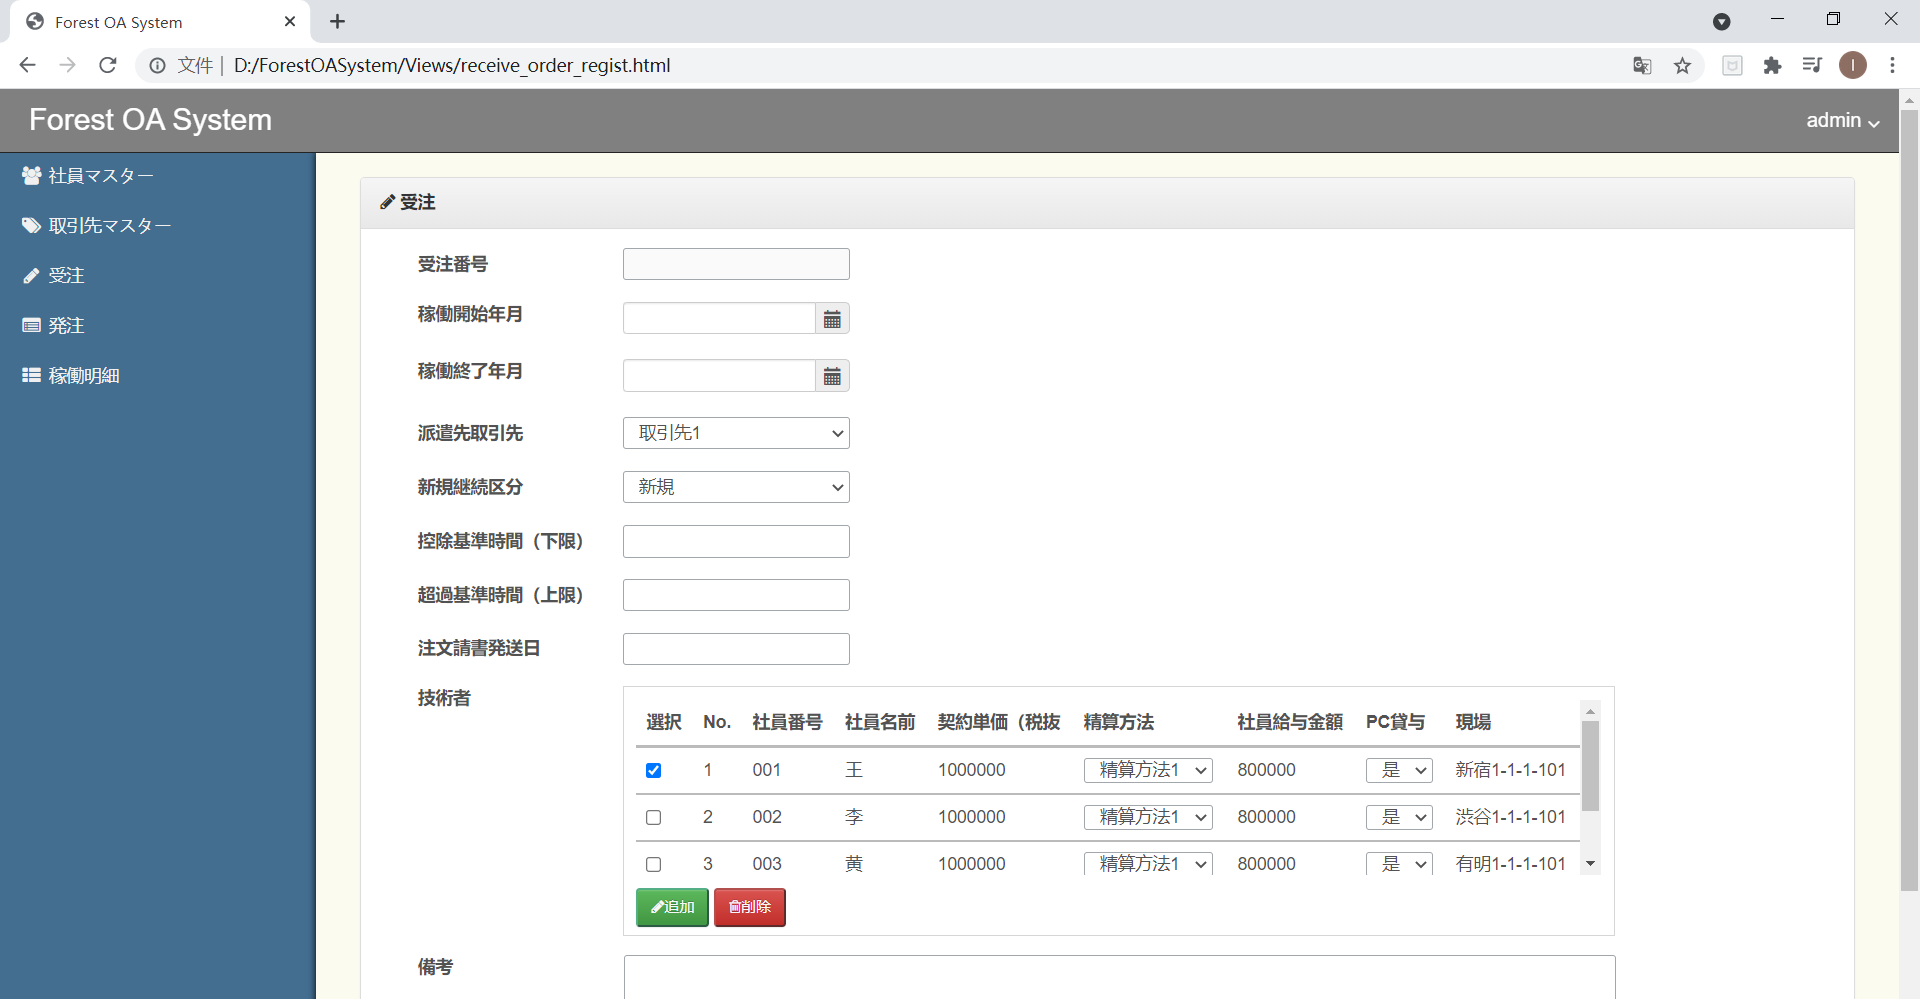 Forest OA System
文件 | D:/ForestOASystem/Views/receive_order_regist.html
I
Forest OA System
admin
社員マスター
取引先マスター
受注
発注
稼働明細
受注
受注番号
稼働開始年月
稼働終了年月
派遣先取引先 取引先1
新規継続区分 新規
控除基準時間（下限）
超過基準時間（上限）
注文請書発送日
技術者
選択 No. 社員番号 社員名前 契約単価（税抜 精算方法 社員給与金額 PC貸与 現場
1 001 王 1000000 精算方法1 800000 是 新宿1-1-1-101
2 002 李 1000000 精算方法1 800000 是 渋谷1-1-1-101
3 003 黄 1000000 精算方法1 800000 是 有明1-1-1-101
追加 削除
備考